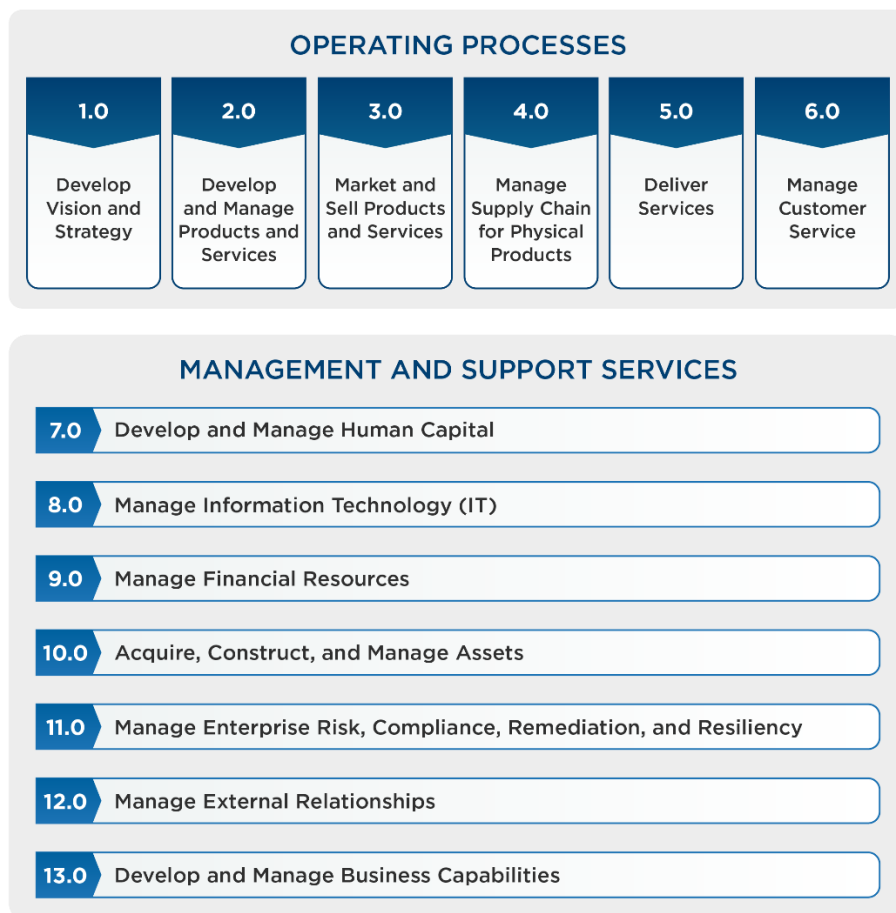 OPERATING PROCESSES
1.0
Develop
Vision and
Strategy
2.0
Develop
and Manage
Products and
Services
3.0
Market and
Sell Products
and Services
4.0
Manage
Supply Chain
for Physical
Products
5.0
Deliver
Services
6.0
Manage
Customer
Service
MANAGEMENT AND SUPPORT SERVICES
7.0 Develop and Manage Human Capital
8.0 Manage Information Technology (IT)
9.0 Manage Financial Resources
10.0 Acquire, Construct, and Manage Assets
11.0 Manage Enterprise Risk, Compliance, Remediation, and Resiliency
12.0 Manage External Relationships
13.0 Develop and Manage Business Capabilities